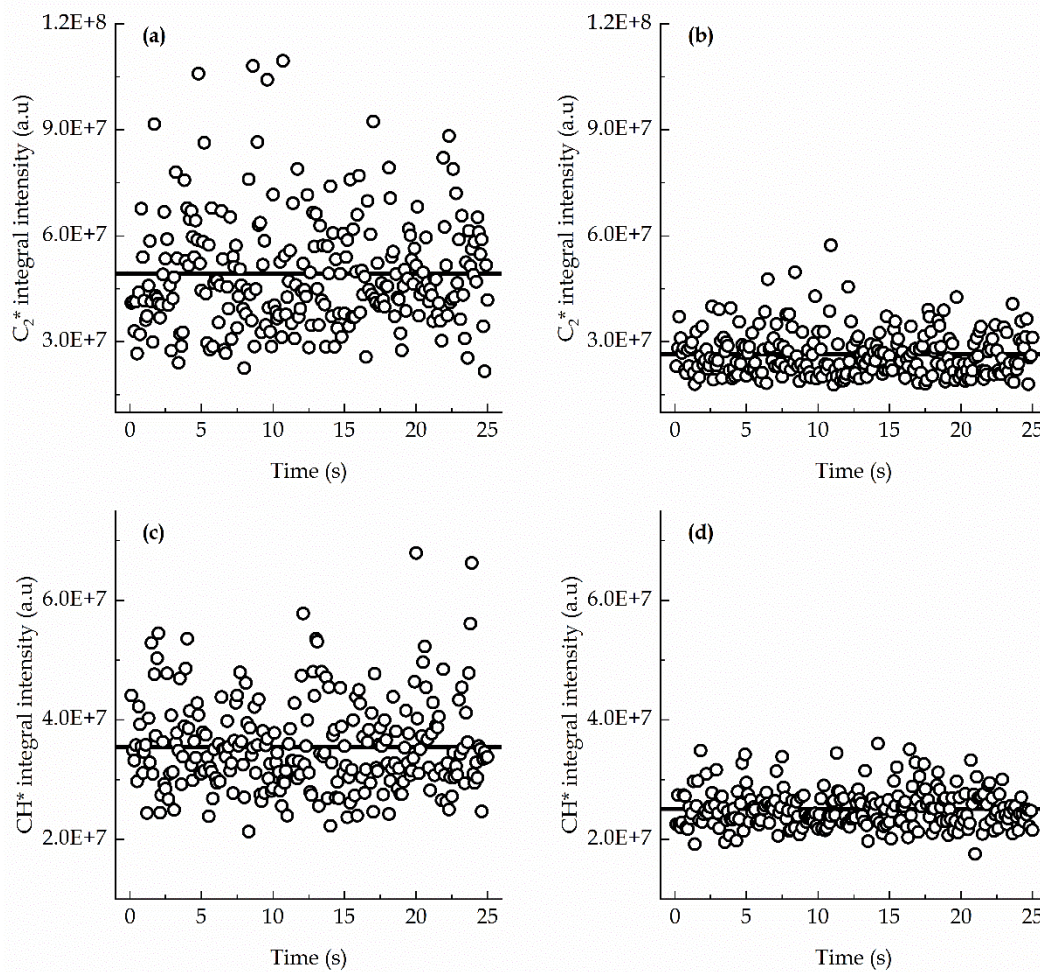 (a)
C₂* integral intensity (a.u)
1.2E+8
9.0E+7
6.0E+7
3.0E+7
0 5 10 15 20 25
Time (s)
(b)
C₂* integral intensity (a.u)
1.2E+8
9.0E+7
6.0E+7
3.0E+7
0 5 10 15 20 25
Time (s)
(c)
CH* integral intensity (a.u)
6.0E+7
4.0E+7
2.0E+7
0 5 10 15 20 25
Time (s)
(d)
CH* integral intensity (a.u)
6.0E+7
4.0E+7
2.0E+7
0 5 10 15 20 25
Time (s)